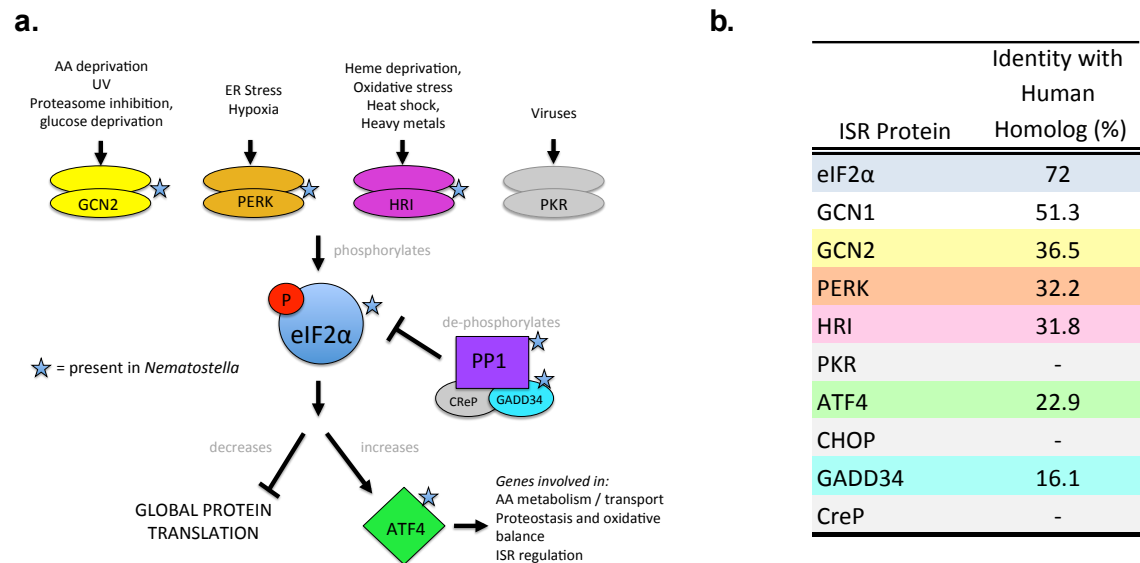 a.
AA deprivation
UV
Proteasome inhibition,
glucose deprivation
ER Stress
Hypoxia
Heme deprivation,
Oxidative stress
Heat shock,
Heavy metals
Viruses
GCN2
PERK
HRI
PKR
phosphorylates
P
eIF2α
de-phosphorylates
PP1
CReP
GADD34
= present in Nematostella
decreases
increases
GLOBAL PROTEIN
TRANSLATION
ATF4
Genes involved in:
AA metabolism / transport
Proteostasis and oxidative
balance
ISR regulation
b.
Identity with
Human
ISR Protein Homolog (%)
eIF2α 72
GCN1 51.3
GCN2 36.5
PERK 32.2
HRI 31.8
PKR -
ATF4 22.9
CHOP -
GADD34 16.1
CreP -